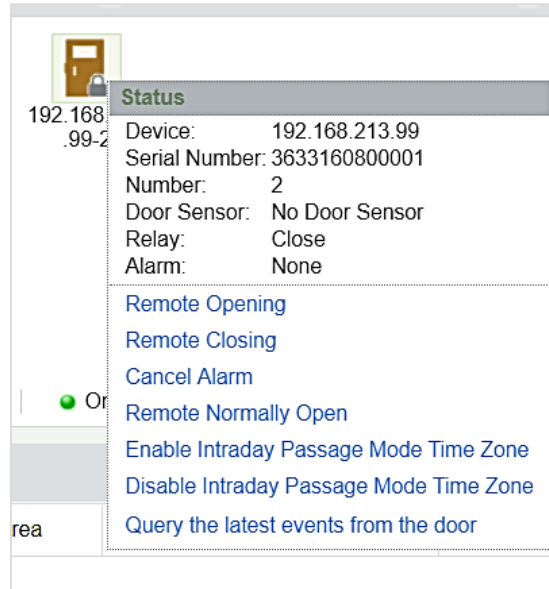 192.168
.99-2
Status
Device: 192.168.213.99
Serial Number: 3633160800001
Number: 2
Door Sensor: No Door Sensor
Relay: Close
Alarm: None
Remote Opening
Remote Closing
Cancel Alarm
Remote Normally Open
Enable Intraday Passage Mode Time Zone
Disable Intraday Passage Mode Time Zone
Query the latest events from the door
Or
rea